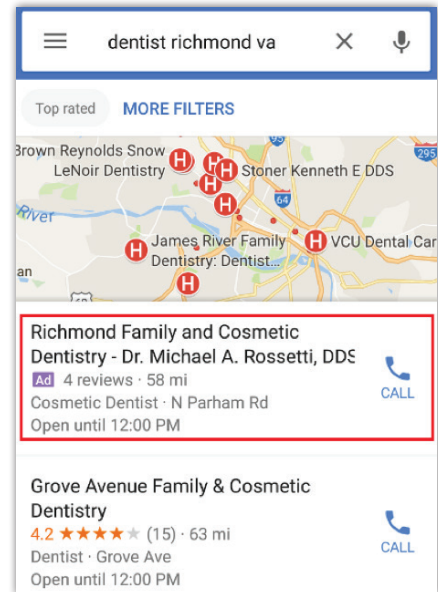 dentist richmond va
Top rated MORE FILTERS
Brown Reynolds Snow
LeNoir Dentistry
H
H
H
H
Stoner Kenneth E DDS
H
95
295
64
River
H
James River Family
Dentistry: Dentist...
H
VCU Dental Car
an
H
Richmond Family and Cosmetic
Dentistry - Dr. Michael A. Rossetti, DDS
Ad 4 reviews · 58 mi
CALL
Cosmetic Dentist · N Parham Rd
Open until 12:00 PM
Grove Avenue Family & Cosmetic
Dentistry
4.2 ★★★★★ (15) · 63 mi
CALL
Dentist · Grove Ave
Open until 12:00 PM